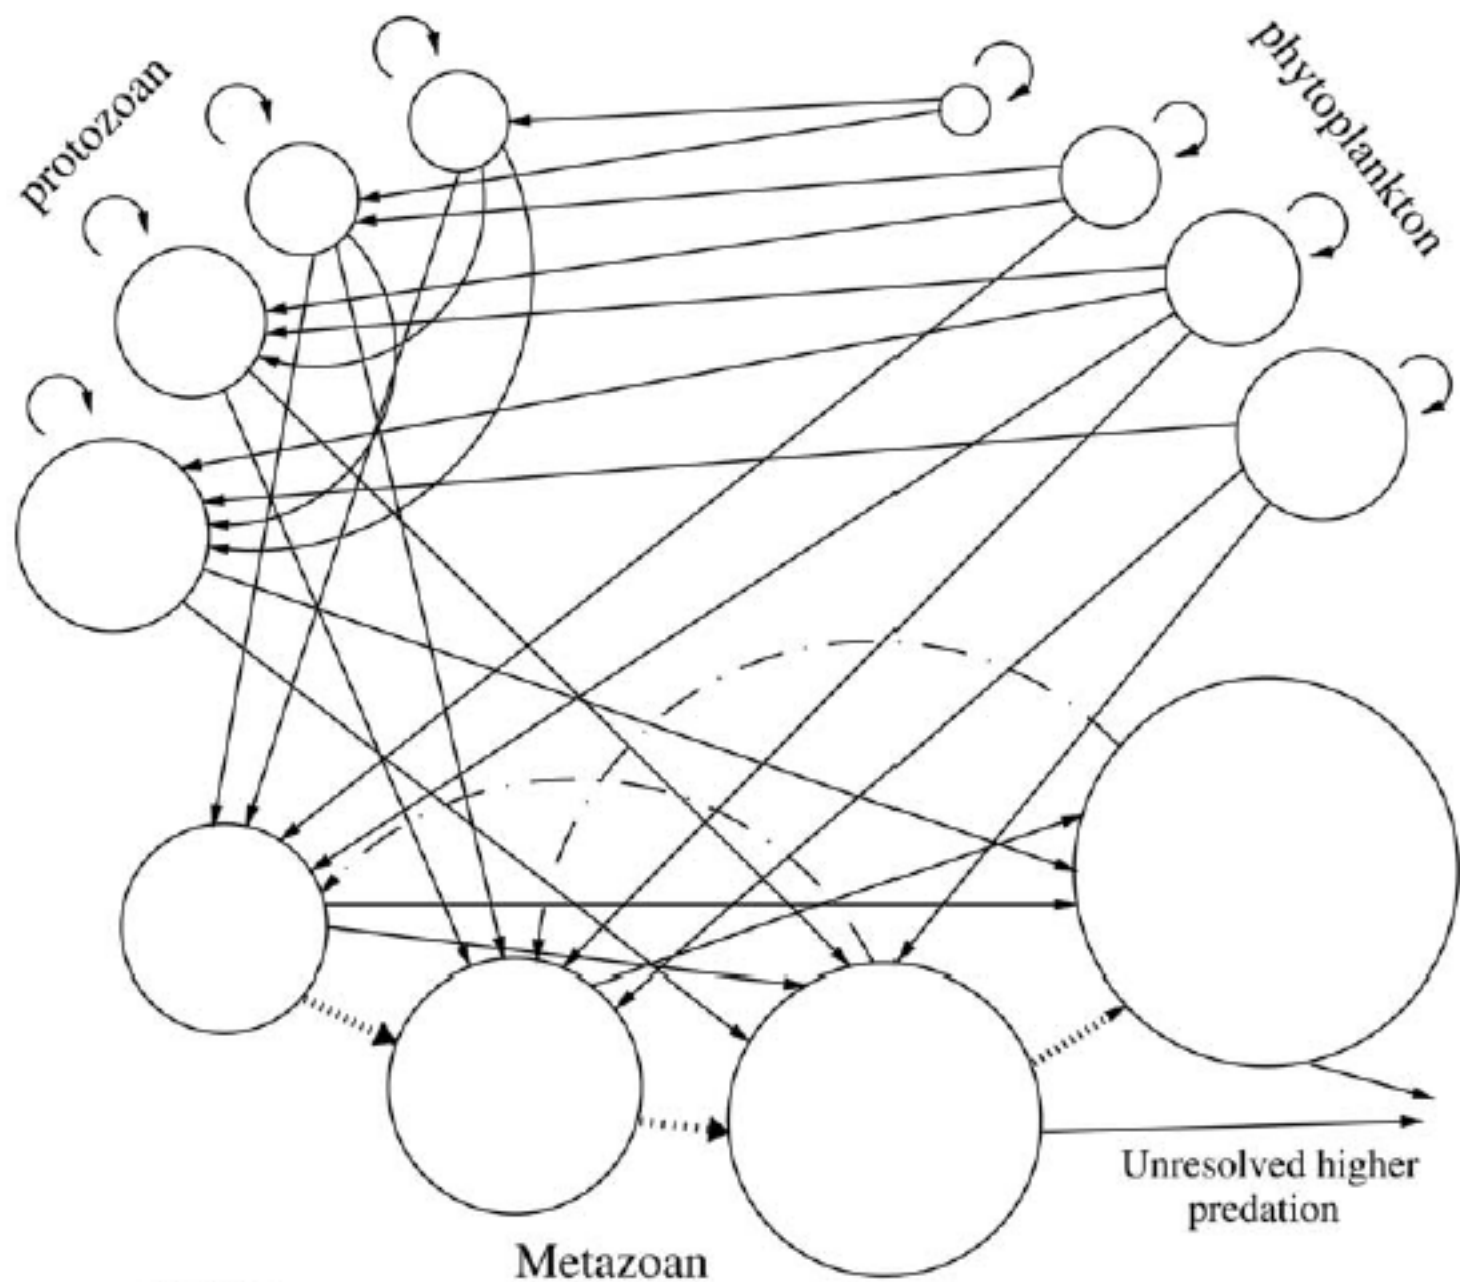 protozoan
phytoplankton
Unresolved higher
predation
Metazoan